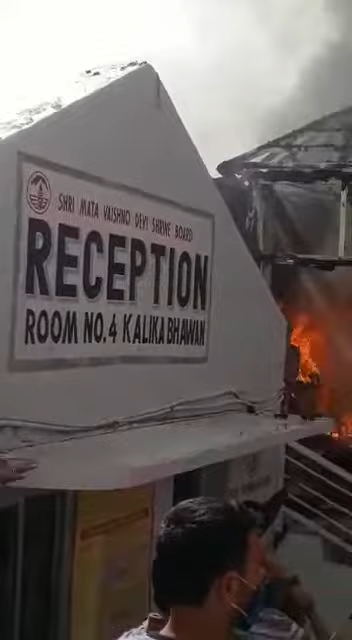 SHRI MATA VAISHNO DEVI SHRINE BOARD
RECEPTION
ROOM NO.4 KALIKA BHAWAN